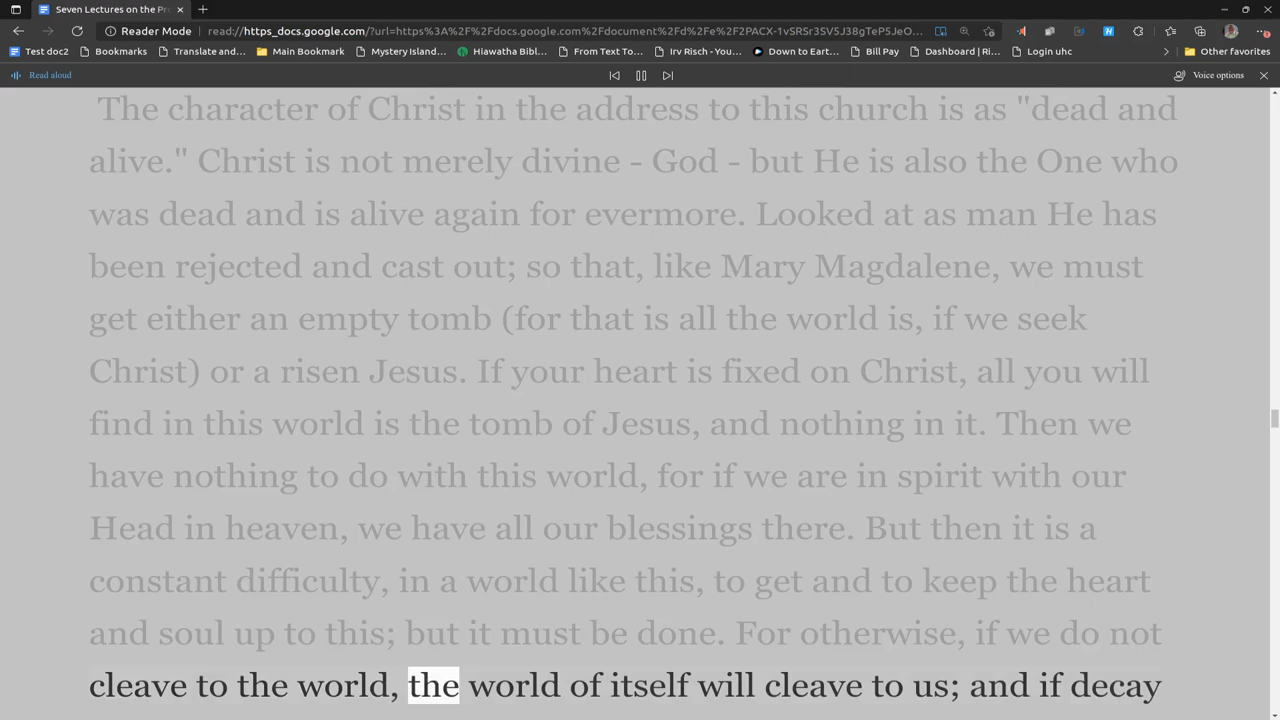 Seven Lectures on the Pr
Reader Mode
read://https_docs.google.com/?url=https%3A%2F%2Fdocs.google.com%2Fdocument%2Fd%2Fe%2F2PACX-1vSRSr3SV5J38gTeP5JeO...
Test doc2
Bookmarks
Translate and...
Main Bookmark
Mystery Island...
Hiawatha Bibl...
From Text To...
Irv Risch - You...
Down to Eart...
Bill Pay
Dashboard | Ri...
Login uhc
Other favorites
Read aloud
Voice options
The character of Christ in the address to this church is as "dead and
alive." Christ is not merely divine - God - but He is also the One who
was dead and is alive again for evermore. Looked at as man He has
been rejected and cast out; so that, like Mary Magdalene, we must
get either an empty tomb (for that is all the world is, if we seek
Christ) or a risen Jesus. If your heart is fixed on Christ, all you will
find in this world is the tomb of Jesus, and nothing in it. Then we
have nothing to do with this world, for if we are in spirit with our
Head in heaven, we have all our blessings there. But then it is a
constant difficulty, in a world like this, to get and to keep the heart
and soul up to this; but it must be done. For otherwise, if we do not
cleave to the world, the world of itself will cleave to us; and if decay